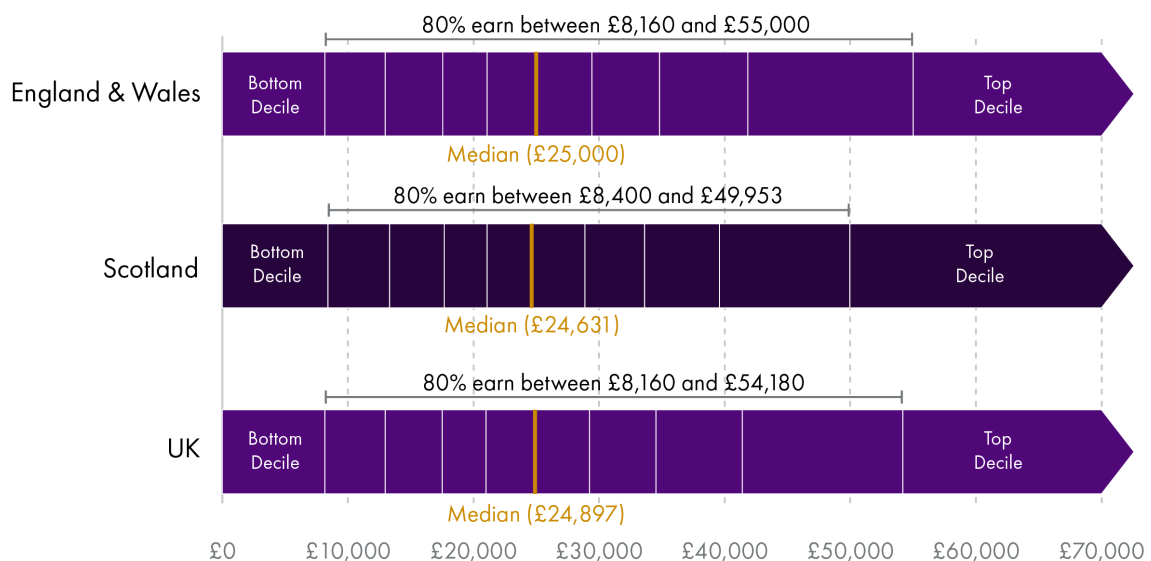 80% earn between £8,160 and £55,000
England & Wales
Bottom
Decile
Top
Decile
Median (£25,000)
80% earn between £8,400 and £49,953
Scotland
Bottom
Decile
Top
Decile
Median (£24,631)
80% earn between £8,160 and £54,180
UK
Bottom
Decile
Top
Decile
Median (£24,897)
£0 £10,000 £20,000 £30,000 £40,000 £50,000 £60,000 £70,000